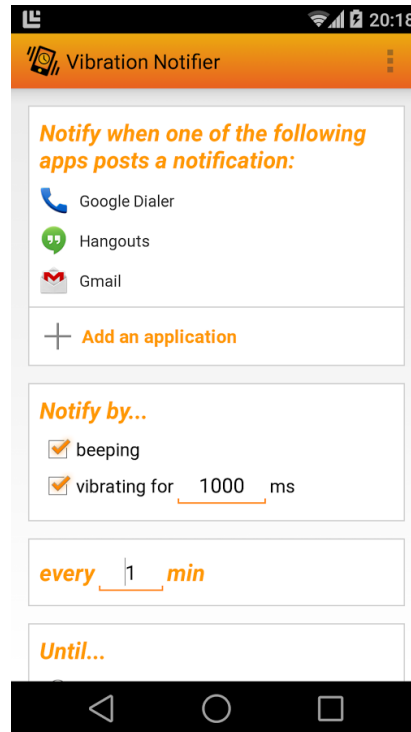 20:18
Vibration Notifier
Notify when one of the following
apps posts a notification:
Google Dialer
Hangouts
Gmail
Add an application
Notify by...
beeping
vibrating for 1000 ms
every 1 min
Until...